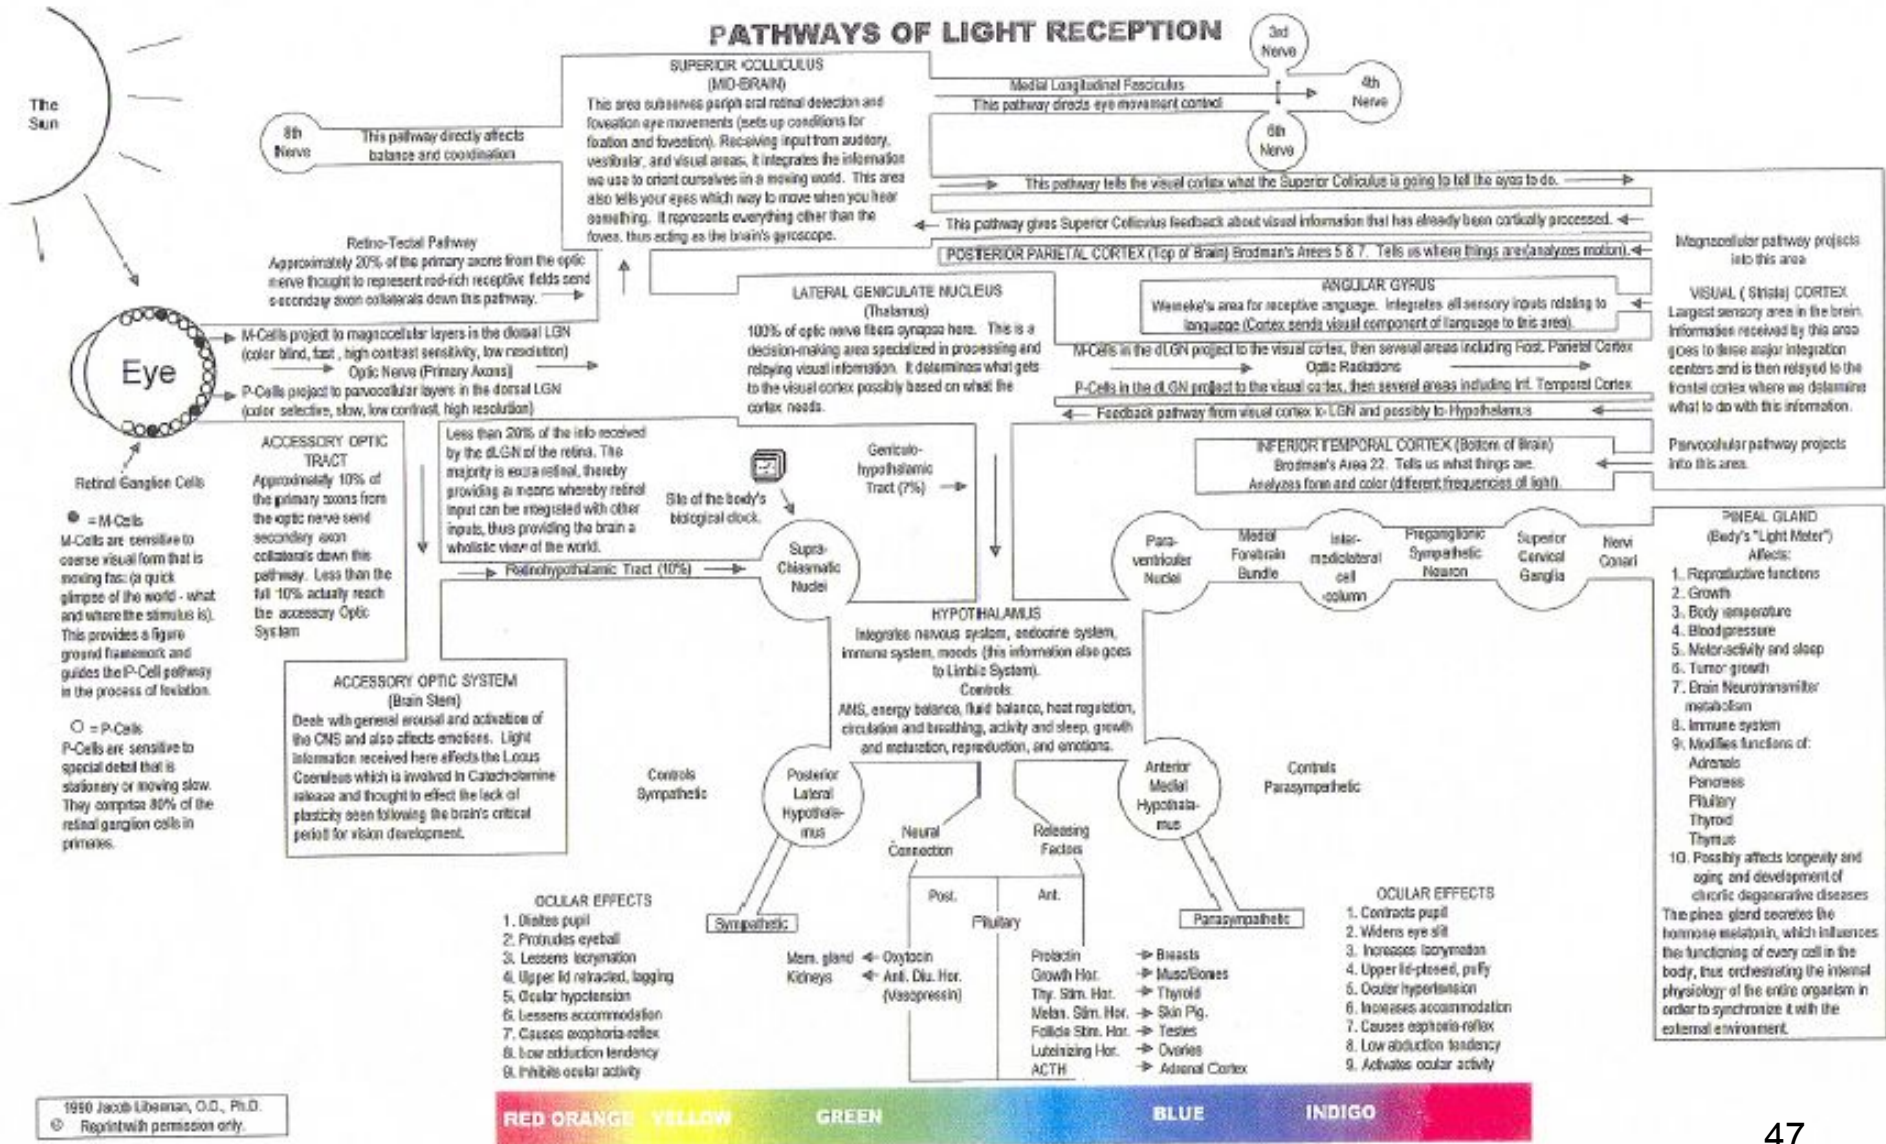 PATHWAYS OF LIGHT RECEPTION
The
Sun
8th
Nerve
This pathway directly affects
balance and coordination
SUPERIOR COLLICULUS
(MID-BRAIN)
This area subserves peripheral retinal detection and
foveation eye movements (sets up conditions for
fixation and foveation). Receiving input from auditory,
vestibular, and visual areas, it integrates the information
we use to orient ourselves in a moving world. This area
also tells your eyes which way to move when you hear
something. It represents everything other than the
fovea, thus acting as the brain's gyroscope.
Medial Longitudinal Fasciculus
This pathway directs eye movement control
3rd
Nerve
4th
Nerve
6th
Nerve
This pathway tells the visual cortex what the Superior Colliculus is going to tell the eyes to do.
This pathway gives Superior Colliculus feedback about visual information that has already been cortically processed.
POSTERIOR PARIETAL CORTEX (Top of Brain) Brodman's Areas 5 & 7. Tells us where things are(analyzes motion).
Retino-Tectal Pathway
Approximately 20% of the primary axons from the optic
nerve thought to represent rod-rich receptive fields send
secondary axon collaterals down this pathway.
Eye
M-Cells project to magnocellular layers in the dorsal LGN
(color blind, fast, high contrast sensitivity, low resolution)
Optic Nerve (Primary Axons)
P-Cells project to parvocellular layers in the dorsal LGN
(color selective, slow, low contrast, high resolution)
LATERAL GENICULATE NUCLEUS
(Thalamus)
100% of optic nerve fibers synapse here. This is a
decision-making area specialized in processing and
relaying visual information. It determines what gets
to the visual cortex possibly based on what the
cortex needs.
ANGULAR GYRUS
Werneke's area for receptive language. Integrates all sensory inputs relating to
language (Cortex sends visual component of language to this area).
M-Cells in the dLGN project to the visual cortex, then several areas including Post. Parietal Cortex
Optic Radiations
P-Cells in the dLGN project to the visual cortex, then several areas including Inf. Temporal Cortex
Feedback pathway from visual cortex to LGN and possibly to Hypothalamus
INFERIOR TEMPORAL CORTEX (Bottom of Brain)
Brodman's Area 22. Tells us what things are.
Analyzes form and color (different frequencies of light).
Magnocellular pathway projects
into this area
VISUAL ( Striate) CORTEX
Largest sensory area in the brain.
Information received by this area
goes to three major integration
centers and is then relayed to the
frontal cortex where we determine
what to do with this information.
Parvocellular pathway projects
into this area.
Retinal Ganglion Cells
= M-Cells
M-Cells are sensitive to
coarse visual form that is
moving fast (a quick
glimpse of the world - what
and where the stimulus is).
This provides a figure
ground framework and
guides the P-Cell pathway
in the process of foviation.
= P-Cells
P-Cells are sensitive to
special detail that is
stationary or moving slow.
They comprise 80% of the
retinal ganglion cells in
primates.
ACCESSORY OPTIC
TRACT
Approximately 10% of
the primary axons from
the optic nerve send
secondary axon
collaterals down this
pathway. Less than the
full 10% actually reach
the accessory Optic
System
Less than 20% of the info received
by the dLGN of the retina. The
majority is extra retinal, thereby
providing a means whereby retinal
input can be integrated with other
inputs, thus providing the brain a
wholistic view of the world.
Site of the body's
biological clock.
Geniculo-
hypothalamic
Tract (?%)
Retinohypothalamic Tract (10%)
Supra-
Chiasmatic
Nuclei
Para-
ventricular
Nuclei
Medial
Forebrain
Bundle
Inter-
mediolateral
cell
column
Preganglionic
Sympathetic
Neuron
Superior
Cervical
Ganglia
Nervi
Conari
PINEAL GLAND
(Body's "Light Meter")
Affects:
1. Reproductive functions
2. Growth
3. Body temperature
4. Blood pressure
5. Motor activity and sleep
6. Tumor growth
7. Brain Neurotransmitter
metabolism
8. Immune system
9. Modifies functions of:
Adrenals
Pancreas
Pituitary
Thyroid
Thymus
10. Possibly affects longevity and
aging and development of
chronic degenerative diseases
The pineal gland secretes the
hormone melatonin, which influences
the functioning of every cell in the
body, thus orchestrating the internal
physiology of the entire organism in
order to synchronize it with the
external environment.
HYPOTHALAMUS
Integrates nervous system, endocrine system,
immune system, moods (this information also goes
to Limbic System).
Controls:
ANS, energy balance, fluid balance, heat regulation,
circulation and breathing, activity and sleep, growth
and maturation, reproduction, and emotions.
ACCESSORY OPTIC SYSTEM
(Brain Stem)
Deals with general arousal and activation of
the CNS and also affects emotions. Light
information received here affects the Locus
Coeruleus which is involved in Catecholamine
release and thought to effect the lack of
plasticity seen following the brain's critical
period for vision development.
Controls
Sympathetic
Posterior
Lateral
Hypothala-
mus
Anterior
Medial
Hypothala-
mus
Controls
Parasympathetic
Neural
Connection
Releasing
Factors
Post.
Ant.
Pituitary
Sympathetic
Parasympathetic
OCULAR EFFECTS
1. Dilates pupil
2. Protrudes eyeball
3. Lessens lacrymation
4. Upper lid retracted, lagging
5. Ocular hypotension
6. Lessens accommodation
7. Causes exophoria-reflex
8. Low adduction tendency
9. Inhibits ocular activity
Mam. gland
Oxytocin
Kidneys
Anti. Diu. Hor.
(Vasopressin)
Prolactin
Breasts
Growth Hor.
Musc/Bones
Thy. Stim. Hor.
Thyroid
Melan. Stim. Hor.
Skin Pig.
Follicle Stim. Hor.
Testes
Luteinizing Hor.
Ovaries
ACTH
Adrenal Cortex
OCULAR EFFECTS
1. Contracts pupil
2. Widens eye slit
3. Increases lacrymation
4. Upper lid-closed, puffy
5. Ocular hypertension
6. Increases accommodation
7. Causes esphoria-reflex
8. Low abduction tendency
9. Activates ocular activity
1990 Jacob Liberman, O.D., Ph.D.
© Reprint with permission only.
RED ORANGE YELLOW GREEN BLUE INDIGO
47